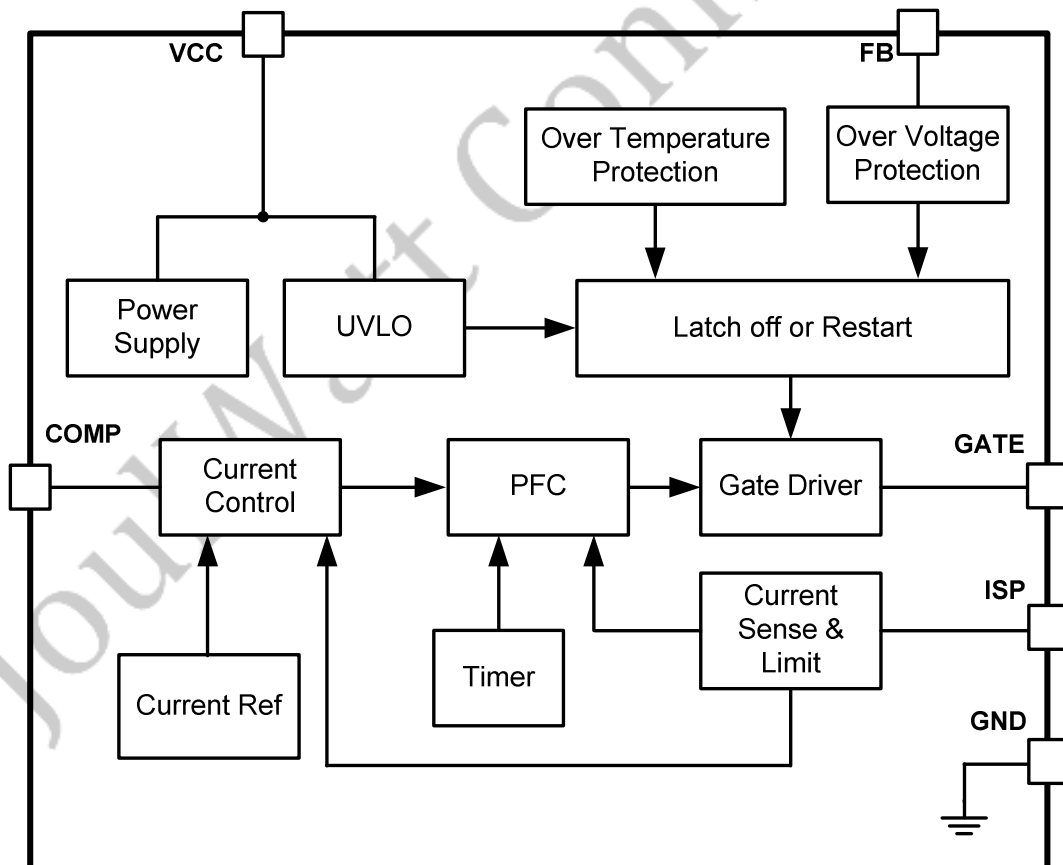 VCC
FB
Over Temperature
Protection
Over Voltage
Protection
Power
Supply
UVLO
Latch off or Restart
COMP
GATE
Current
Control
PFC
Gate Driver
ISP
Current
Sense &
Limit
Timer
Current Ref
GND
JoulWatt